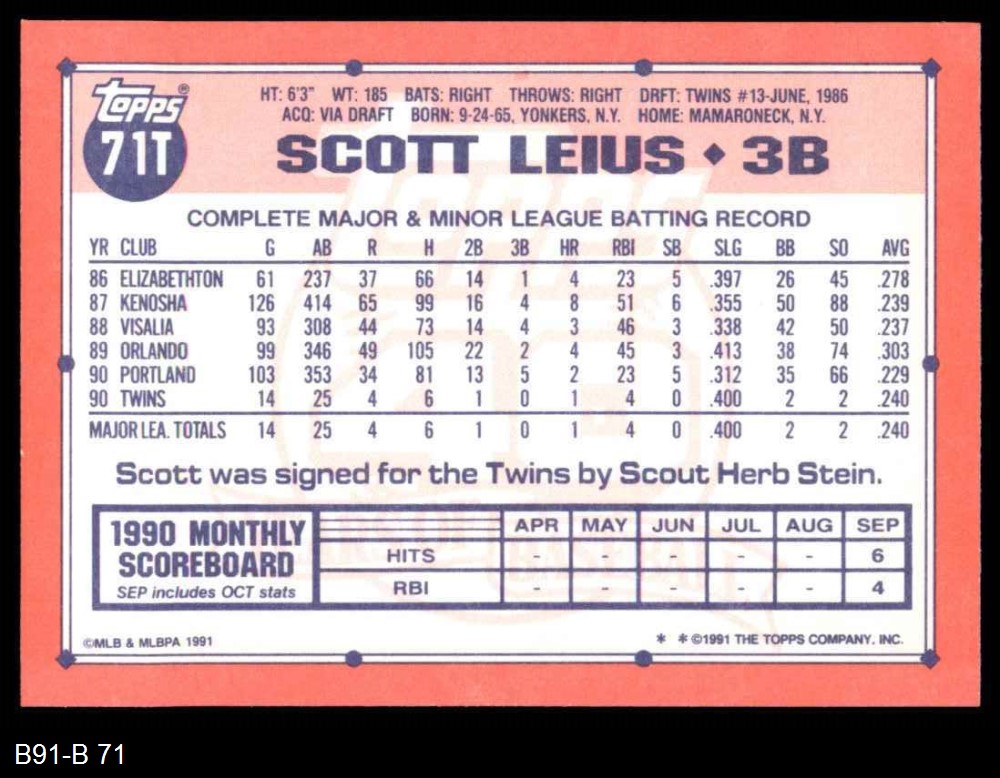 topps®
71T
HT: 6'3" WT: 185 BATS: RIGHT THROWS: RIGHT DRFT: TWINS #13-JUNE, 1986
ACQ: VIA DRAFT BORN: 9-24-65, YONKERS, N.Y. HOME: MAMARONECK, N.Y.
SCOTT LEIUS ◆ 3B
COMPLETE MAJOR & MINOR LEAGUE BATTING RECORD
YR CLUB G AB R H 2B 3B HR RBI SB SLG BB SO AVG
86 ELIZABETHTON 61 237 37 66 14 1 4 23 5 .397 26 45 .278
87 KENOSHA 126 414 65 99 16 4 8 51 6 .355 50 88 .239
88 VISALIA 93 308 44 73 14 4 3 46 3 .338 42 50 .237
89 ORLANDO 99 346 49 105 22 2 4 45 3 .413 38 74 .303
90 PORTLAND 103 353 34 81 13 5 2 23 5 .312 35 66 .229
90 TWINS 14 25 4 6 1 0 1 4 0 .400 2 2 .240
MAJOR LEA. TOTALS 14 25 4 6 1 0 1 4 0 .400 2 2 .240
Scott was signed for the Twins by Scout Herb Stein.
1990 MONTHLY
SCOREBOARD
SEP includes OCT stats
APR MAY JUN JUL AUG SEP
HITS - - - - - 6
RBI - - - - - 4
©MLB & MLBPA 1991
* * ©1991 THE TOPPS COMPANY, INC.
B91-B 71